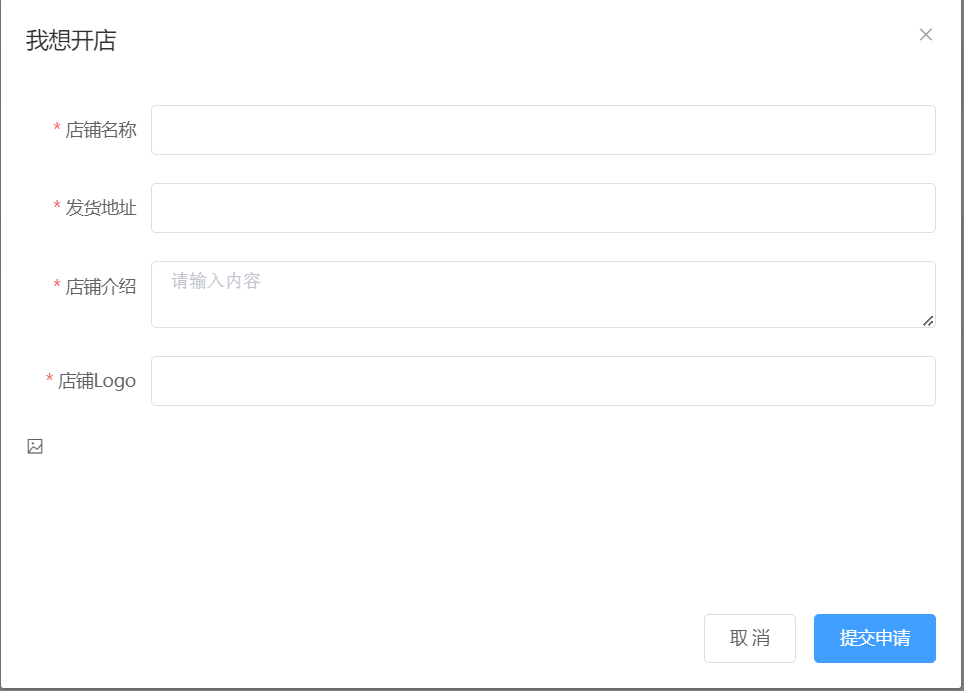 我想开店
* 店铺名称
* 发货地址
* 店铺介绍 请输入内容
* 店铺Logo
取 消 提交申请